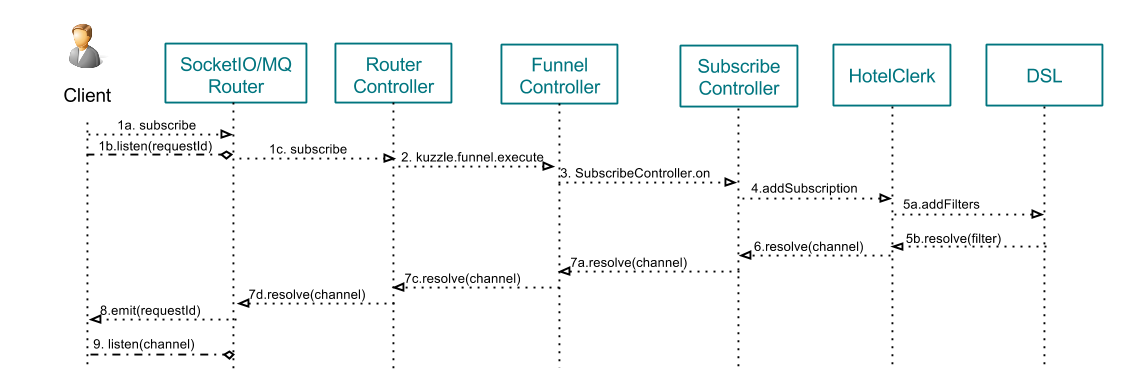 SocketIO/MQ
Router
Router
Controller
Funnel
Controller
Subscribe
Controller
HotelClerk
DSL
Client
1a. subscribe
1b.listen(requestId)
1c. subscribe
2. kuzzle.funnel.execute
3. SubscribeController.on
4.addSubscription
5a.addFilters
5b.resolve(filter)
6.resolve(channel)
7a.resolve(channel)
7c.resolve(channel)
7d.resolve(channel)
8.emit(requestId)
9. listen(channel)